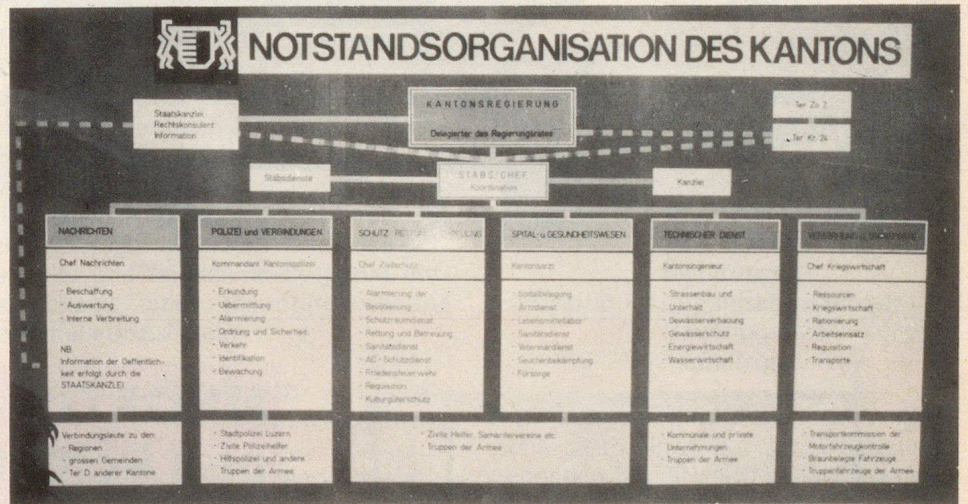 NOTSTANDSORGANISATION DES KANTONS
Staatskanzlei
Rechtskonsulent
Information
KANTONSREGIERUNG
Delegierter des Regierungsrates
Ter Zo 2
Ter Kr 24
Stabsdienste
STABSCHEF
Koordination
Kanzlei
NACHRICHTEN
Chef Nachrichten
- Beschaffung
- Auswertung
- Interne Verbreitung
NB:
Information der Oeffentlich-
keit erfolgt durch die
STAATSKANZLEI
Verbindungsleute zu den:
- Regionen
- grossen Gemeinden
- Ter D anderer Kantone
POLIZEI und VERBINDUNGEN
Kommandant Kantonspolizei
- Erkundung
- Uebermittlung
- Alarmierung
- Ordnung und Sicherheit
- Verkehr
- Identifikation
- Bewachung
- Stadtpolizei Luzern
- Zivile Polizeihelfer
- Hilfspolizei und andere
Truppen der Armee
SCHUTZ
Chef Zivilschutz
- Alarmierung der
Bevölkerung
- Schutzraumdienst
- Rettung und Betreuung
- Sanitätsdienst
- AC-Schutzdienst
- Friedensfeuerwehr
- Requisition
- Kulturgüterschutz
SPITAL- u. GESUNDHEITSWESEN
Kantonsarzt
- Spitalbelegung
- Arztdienst
- Lebensmittellabor
- Sanitätsdienst
- Veterinärdienst
- Seuchenbekämpfung
- Fürsorge
- Zivile Helfer, Samaritervereine etc.
- Truppen der Armee
TECHNISCHER DIENST
Kantonsingenieur
- Strassenbau und
Unterhalt
- Gewässerverbauung
- Gewässerschutz
- Energiewirtschaft
- Wasserwirtschaft
- Kommunale und private
Unternehmungen
- Truppen der Armee
Chef Kriegswirtschaft
- Ressourcen
- Kriegswirtschaft
- Rationierung
- Arbeitseinsatz
- Requisition
- Transporte
- Transportkommission der
Motorfahrzeugkontrolle
- Braunbelegte Fahrzeuge
- Truppenfahrzeuge der Armee